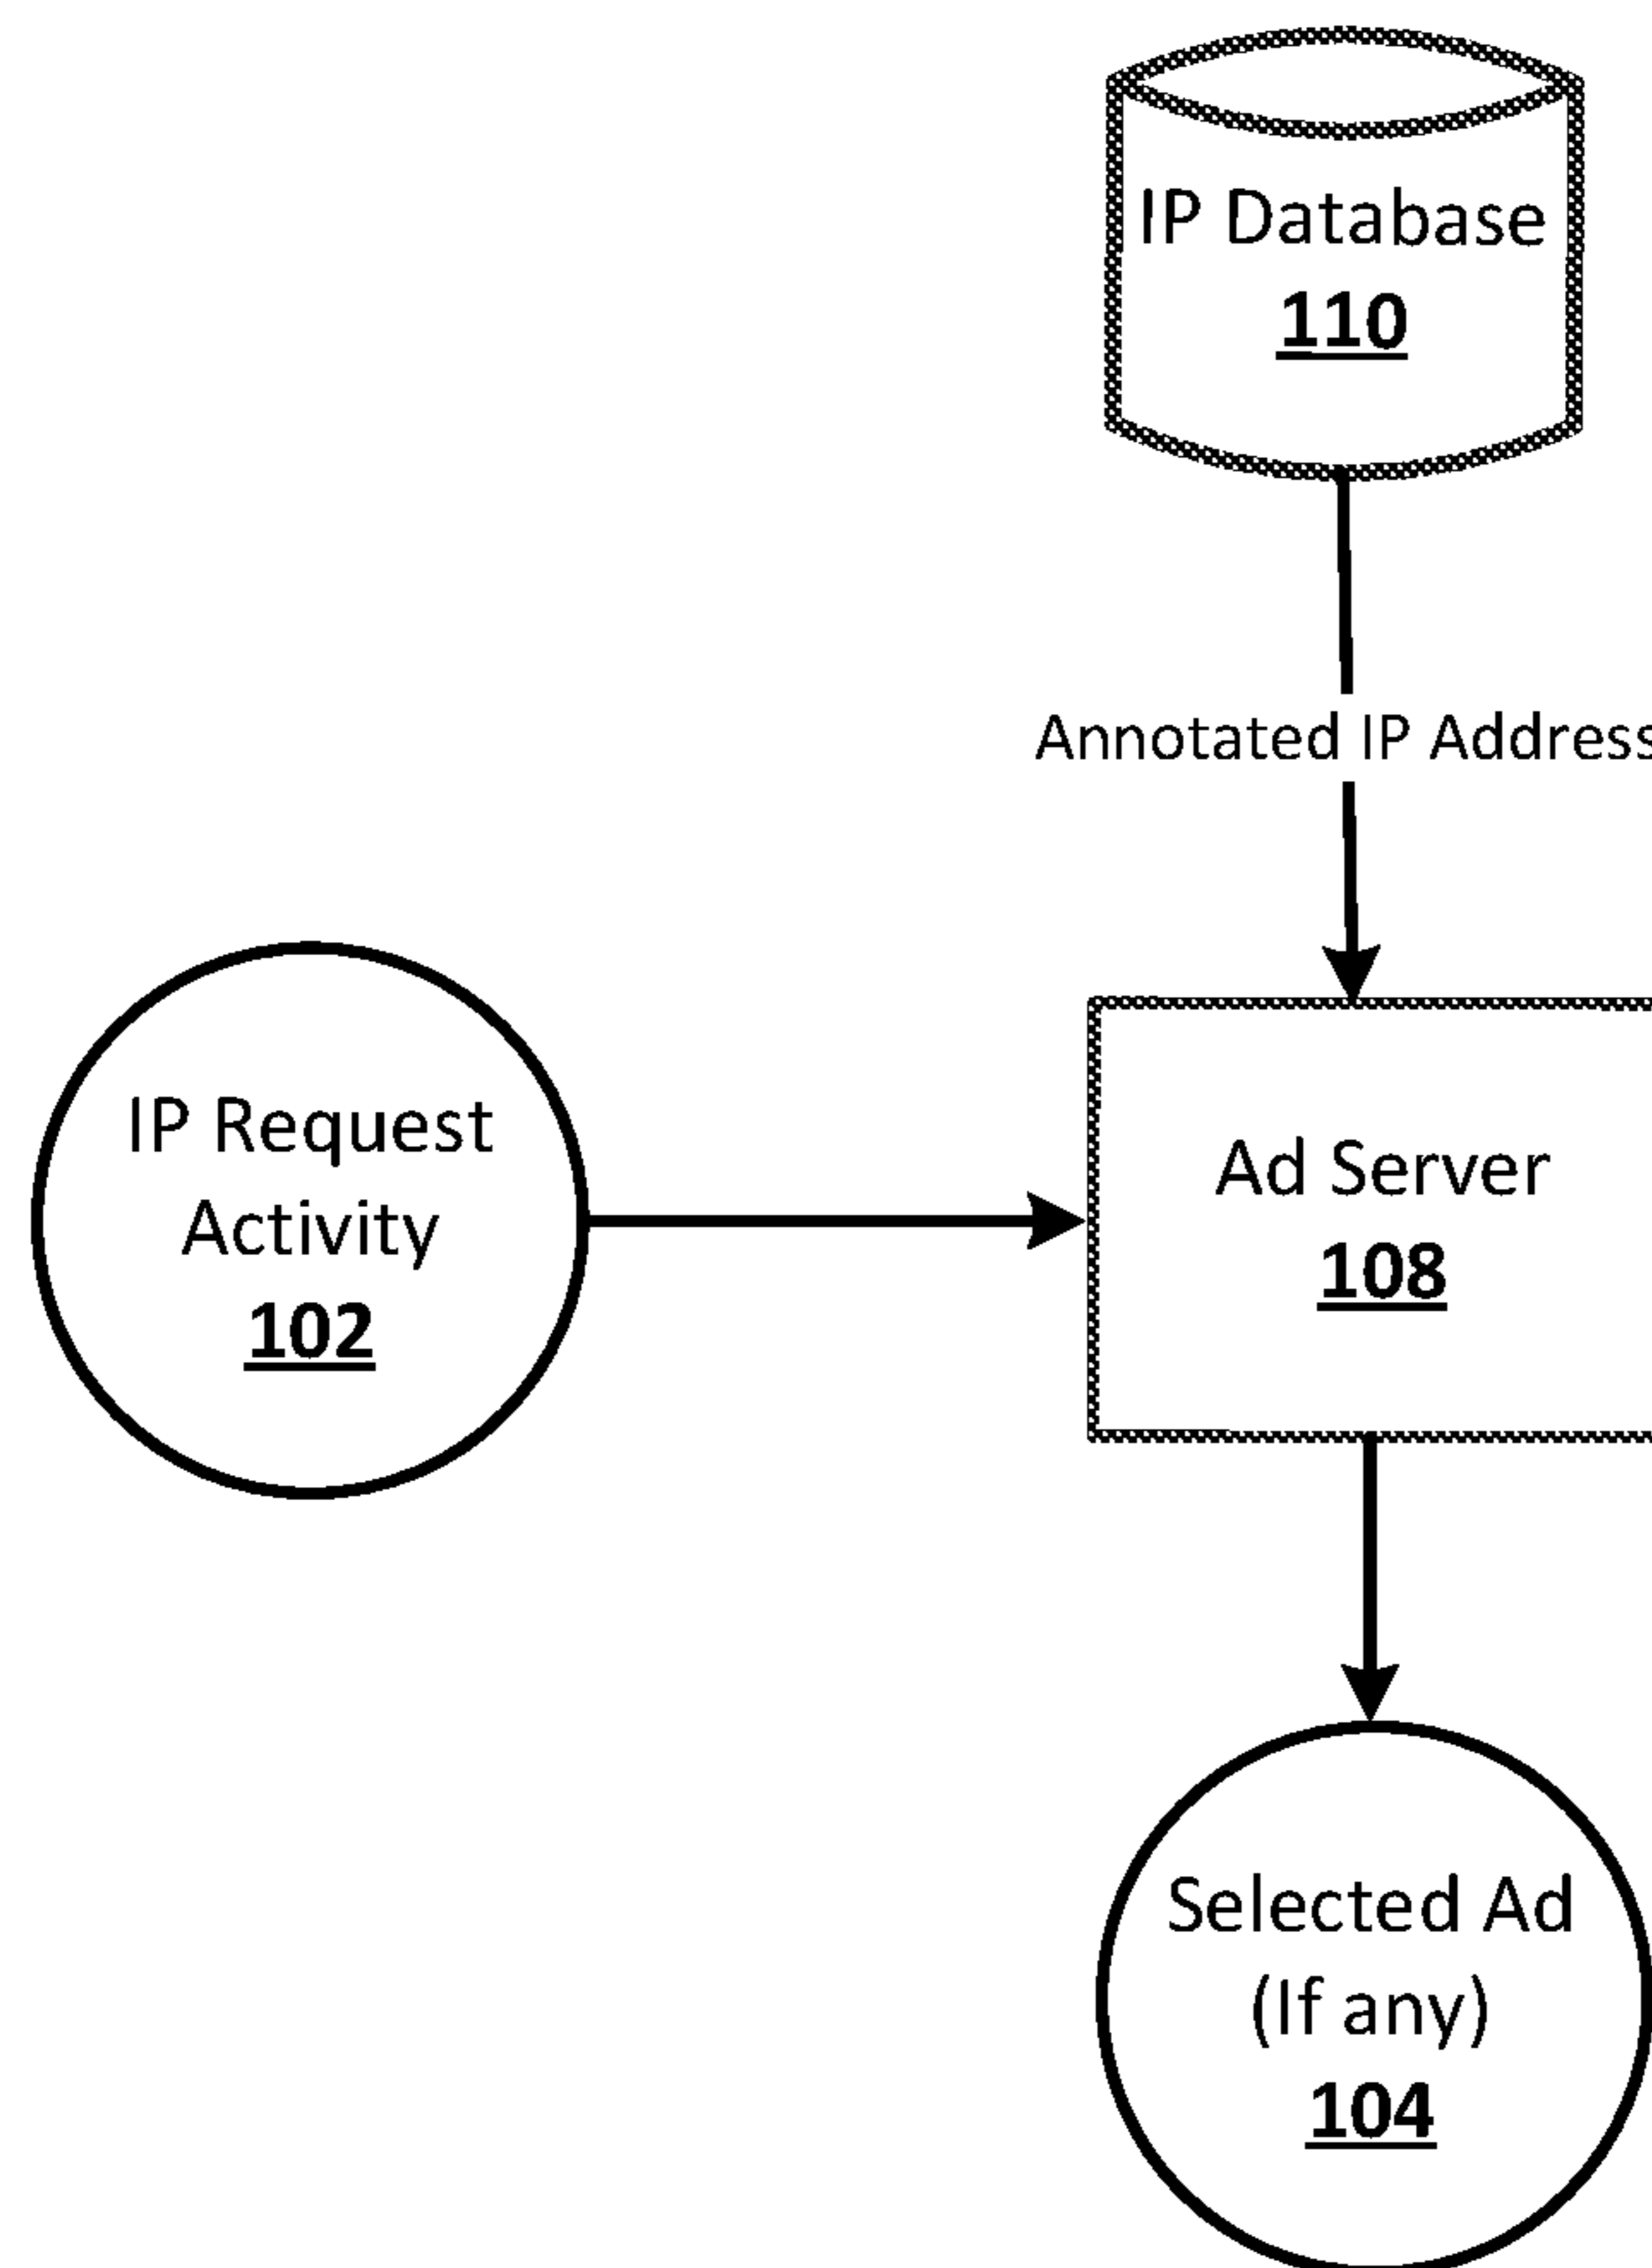 IP Database
110
Annotated IP Address
IP Request
Activity
102
Ad Server
108
Selected Ad
(If any)
104